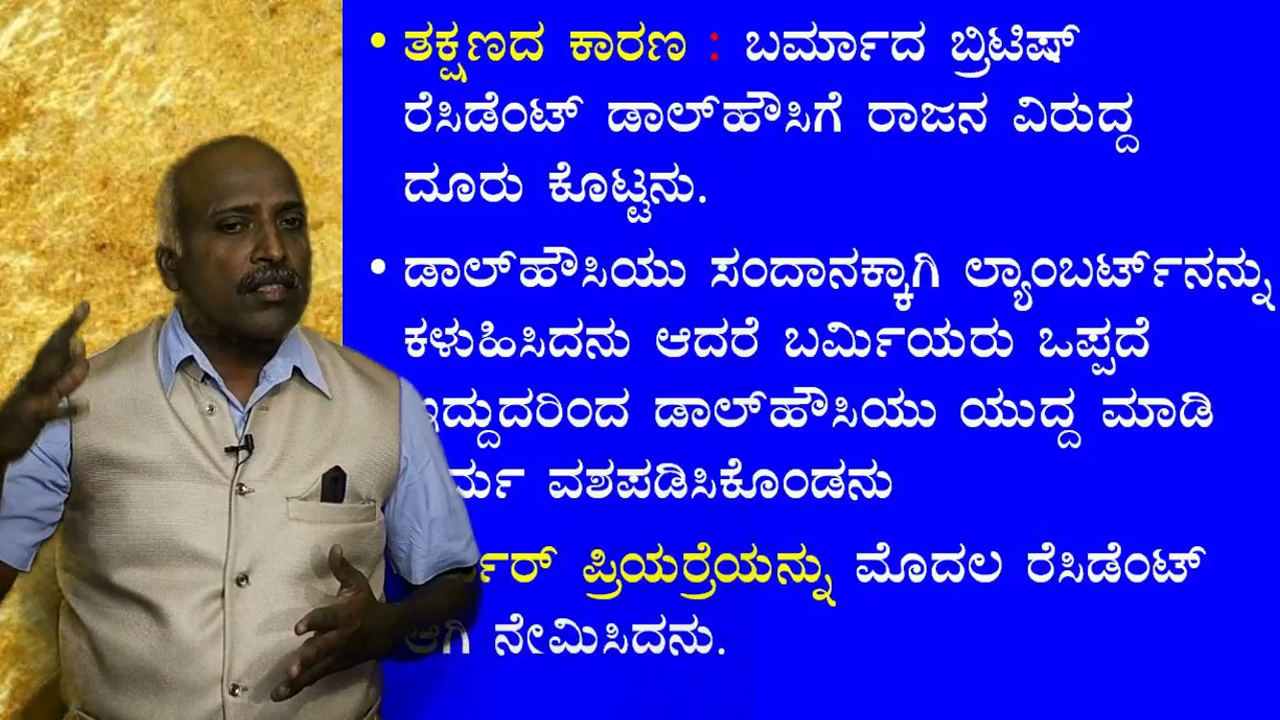 • ತಕ್ಷಣದ ಕಾರಣ : ಬರ್ಮಾದ ಬ್ರಿಟಿಷ್
ರೆಸಿಡೆಂಟ್ ಡಾಲ್‌ಹೌಸಿಗೆ ರಾಜನ ವಿರುದ್ದ
ದೂರು ಕೊಟ್ಟನು.
• ಡಾಲ್‌ಹೌಸಿಯು ಸಂದಾನಕ್ಕಾಗಿ ಲ್ಯಾಂಬರ್ಟ್‌ನನ್ನು
ಕಳುಹಿಸಿದನು ಆದರೆ ಬರ್ಮಿಯರು ಒಪ್ಪದೆ
ಇದ್ದುದರಿಂದ ಡಾಲ್‌ಹೌಸಿಯು ಯುದ್ದ ಮಾಡಿ
ವಶಪಡಿಸಿಕೊಂಡನು
ಪ್ರಿಯರ್ರೆಯನ್ನು ಮೊದಲ ರೆಸಿಡೆಂಟ್
ಆಗಿ ನೇಮಿಸಿದನು.